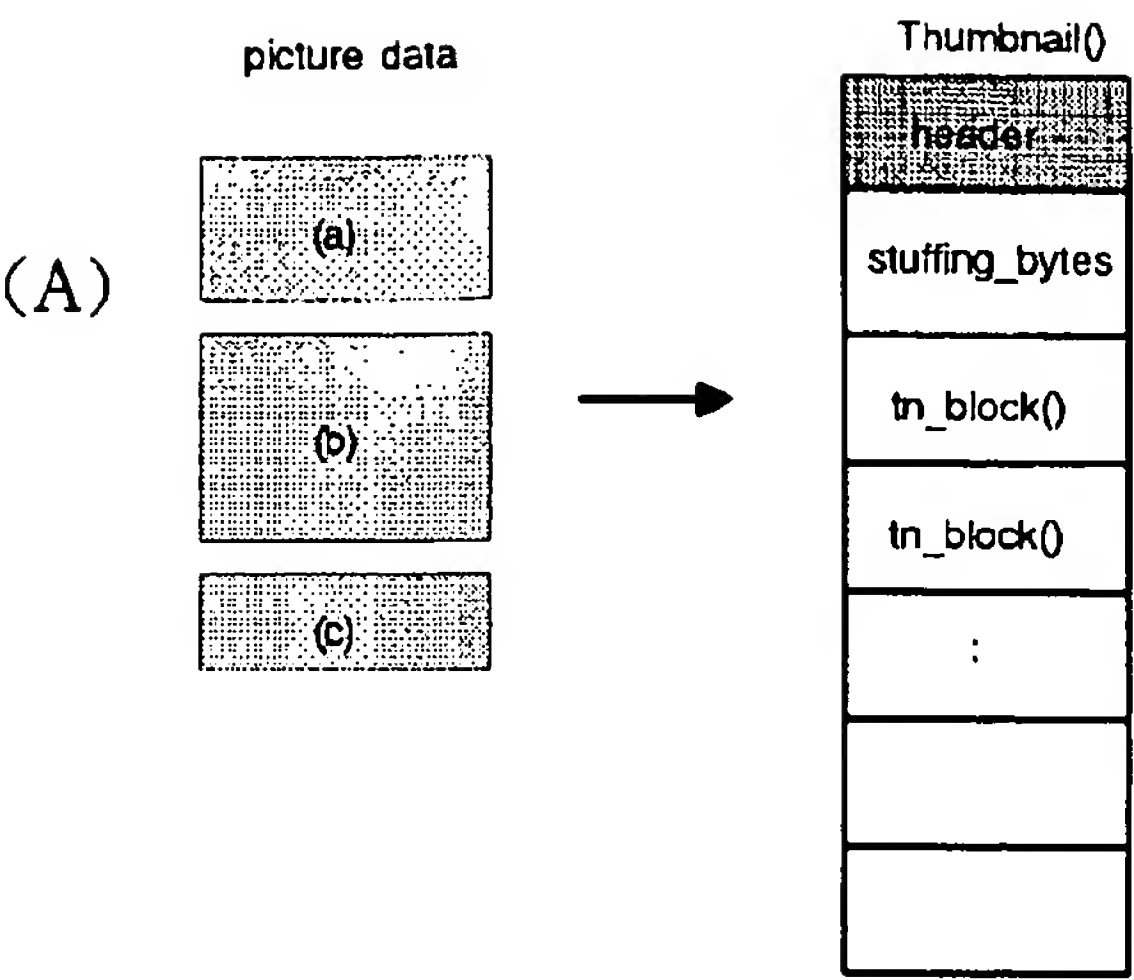 picture data
Thumbnail()
header
(a)
stuffing_bytes
(A)
tn_block()
(b)
tn_block()
(c)
: